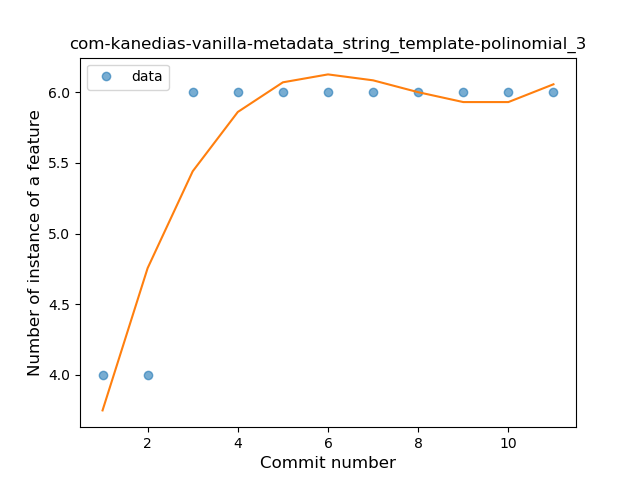 com-kanedias-vanilla-metadata_string_template-polinomial_3
data
6.0
5.5
5.0
4.5
4.0
Number of instance of a feature
2
4
6
8
10
Commit number